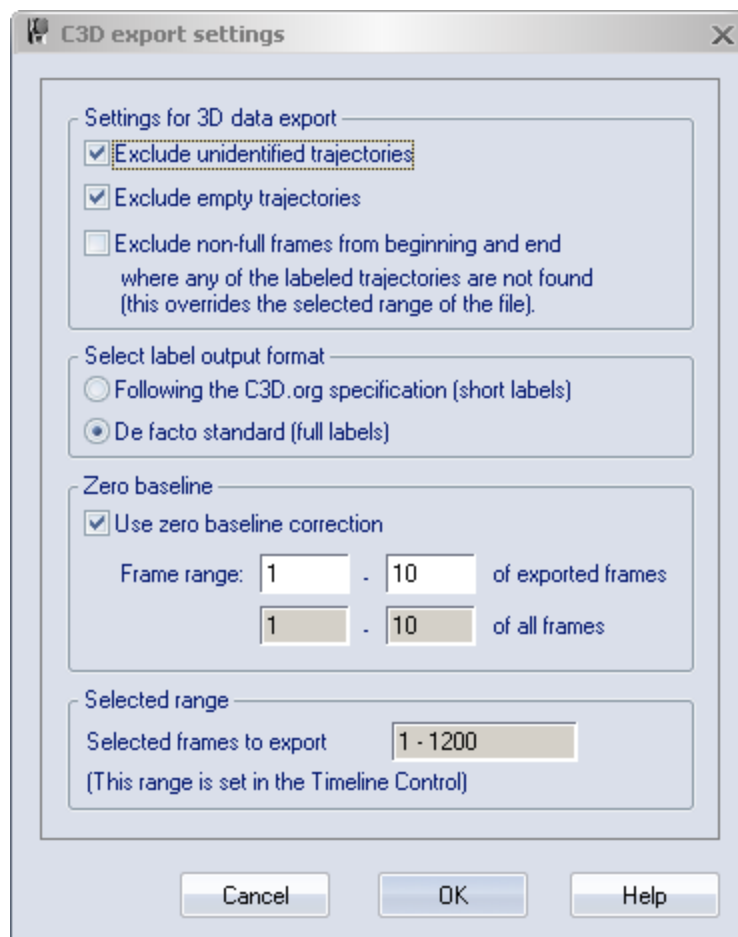 C3D export settings
Settings for 3D data export
Exclude unidentified trajectories
Exclude empty trajectories
Exclude non-full frames from beginning and end
where any of the labeled trajectories are not found
(this overrides the selected range of the file).
Select label output format
Following the C3D.org specification (short labels)
De facto standard (full labels)
Zero baseline
Use zero baseline correction
Frame range: 1 - 10 of exported frames
1 - 10 of all frames
Selected range
Selected frames to export 1 - 1200
(This range is set in the Timeline Control)
Cancel OK Help